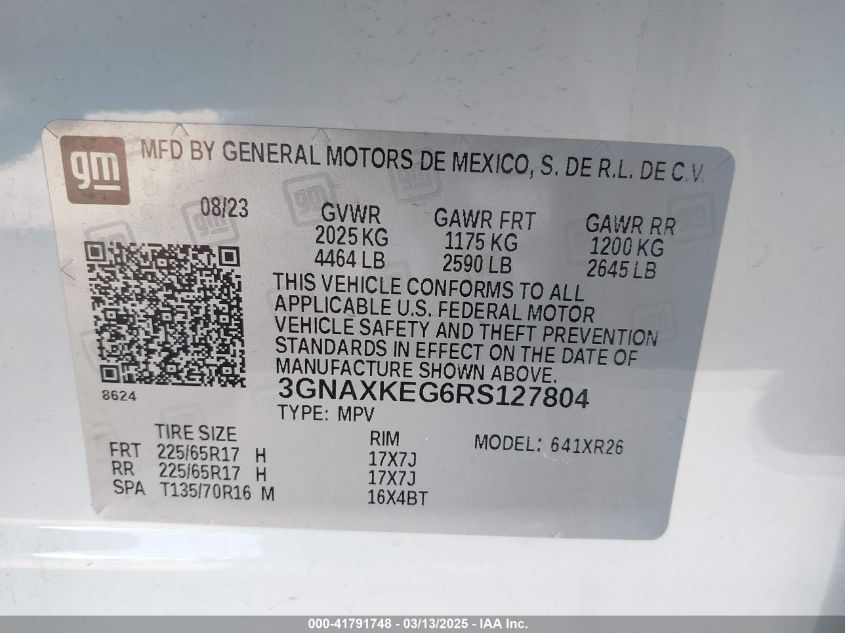 gm
MFD BY GENERAL MOTORS DE MEXICO, S. DE R.L. DE C.V.
08/23
GVWR GAWR FRT GAWR RR
2025 KG 1175 KG 1200 KG
4464 LB 2590 LB 2645 LB
THIS VEHICLE CONFORMS TO ALL
APPLICABLE U.S. FEDERAL MOTOR
VEHICLE SAFETY AND THEFT PREVENTION
STANDARDS IN EFFECT ON THE DATE OF
MANUFACTURE SHOWN ABOVE.
8624
3GNAXKEG6RS127804
TYPE: MPV
TIRE SIZE RIM MODEL: 641XR26
FRT 225/65R17 H 17X7J
RR 225/65R17 H 17X7J
SPA T135/70R16 M 16X4BT
000-41791748 - 03/13/2025 - IAA Inc.